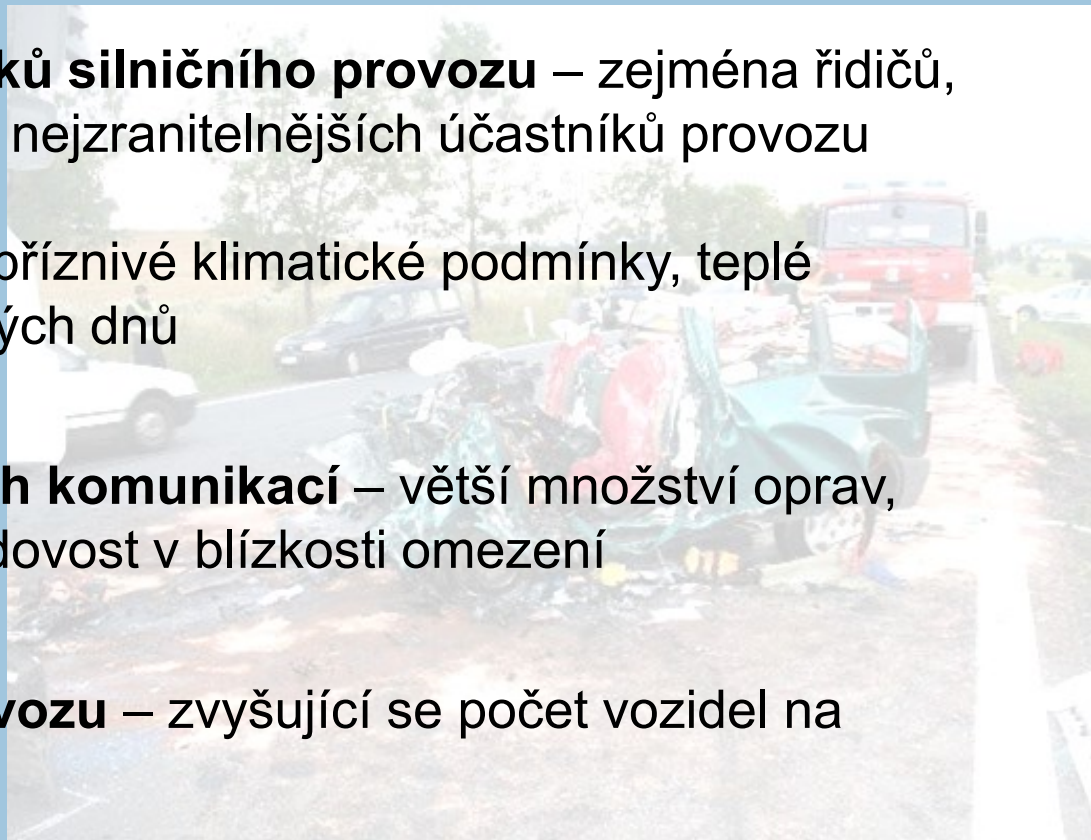 ků silničního provozu – zejména řidičů,
nejzranitelnějších účastníků provozu
příznivé klimatické podmínky, teplé
ých dnů
h komunikací – větší množství oprav,
dovost v blízkosti omezení
vozu – zvyšující se počet vozidel na